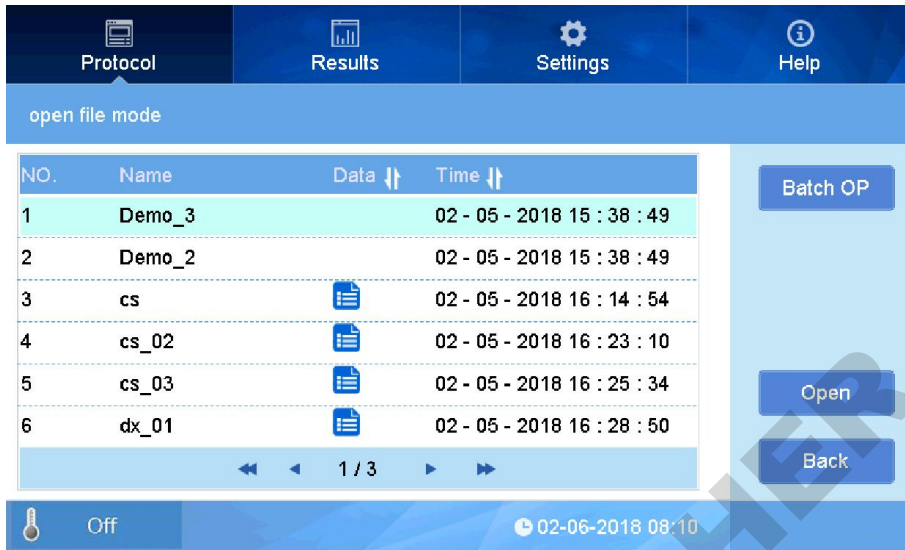 Protocol Results Settings Help
open file mode
NO. Name Data Time
Batch OP
1 Demo_3 02 - 05 - 2018 15 : 38 : 49
2 Demo_2 02 - 05 - 2018 15 : 38 : 49
3 cs 02 - 05 - 2018 16 : 14 : 54
4 cs_02 02 - 05 - 2018 16 : 23 : 10
5 cs_03 02 - 05 - 2018 16 : 25 : 34
Open
6 dx_01 02 - 05 - 2018 16 : 28 : 50
1 / 3
Back
Off 02-06-2018 08:10
HER